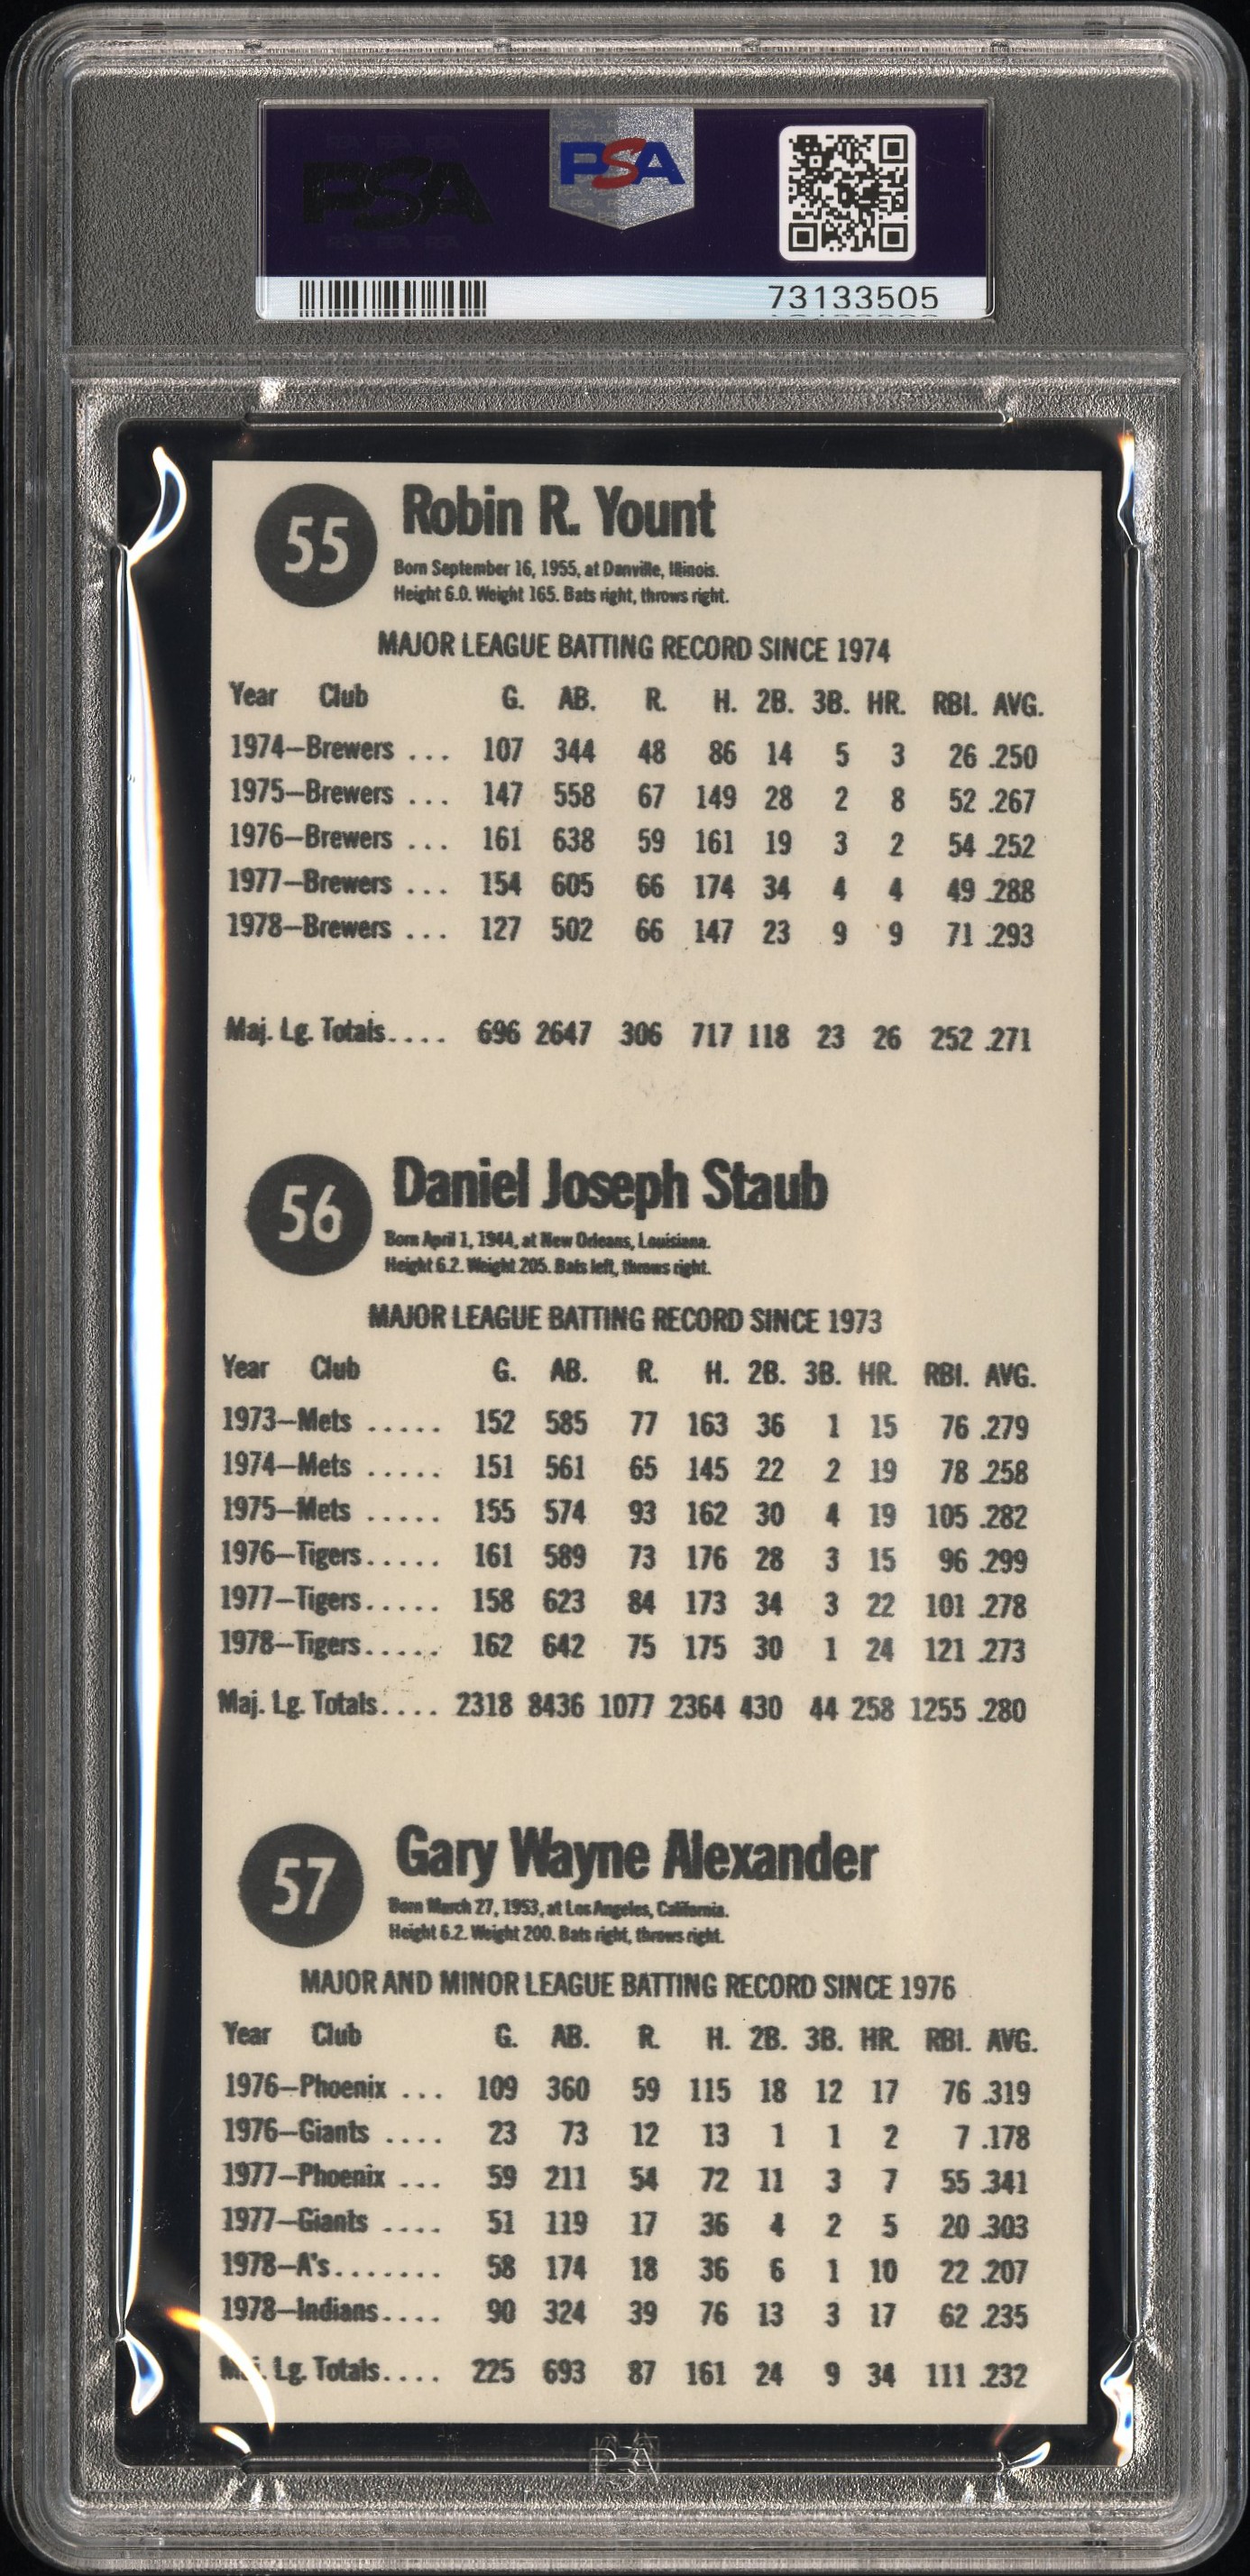 PSA
PSA
73133505
55 Robin R. Yount
Born September 16, 1955, at Danville, Illinois.
Height 6.0. Weight 165. Bats right, throws right.
MAJOR LEAGUE BATTING RECORD SINCE 1974
Year Club G. AB. R. H. 2B. 3B. HR. RBI. AVG.
1974—Brewers ... 107 344 48 86 14 5 3 26 .250
1975—Brewers ... 147 558 67 149 28 2 8 52 .267
1976—Brewers ... 161 638 59 161 19 3 2 54 .252
1977—Brewers ... 154 605 66 174 34 4 4 49 .288
1978—Brewers ... 127 502 66 147 23 9 9 71 .293
Maj. Lg. Totals.... 696 2647 306 717 118 23 26 252 .271
56 Daniel Joseph Staub
Born April 1, 1944, at New Orleans, Louisiana.
Height 6.2. Weight 205. Bats left, throws right.
MAJOR LEAGUE BATTING RECORD SINCE 1973
Year Club G. AB. R. H. 2B. 3B. HR. RBI. AVG.
1973—Mets ..... 152 585 77 163 36 1 15 76 .279
1974—Mets ..... 151 561 65 145 22 2 19 78 .258
1975—Mets ..... 155 574 93 162 30 4 19 105 .282
1976—Tigers..... 161 589 73 176 28 3 15 96 .299
1977—Tigers..... 158 623 84 173 34 3 22 101 .278
1978—Tigers..... 162 642 75 175 30 1 24 121 .273
Maj. Lg. Totals.... 2318 8436 1077 2364 430 44 258 1255 .280
57 Gary Wayne Alexander
Born March 27, 1953, at Los Angeles, California.
Height 6.2. Weight 200. Bats right, throws right.
MAJOR AND MINOR LEAGUE BATTING RECORD SINCE 1976
Year Club G. AB. R. H. 2B. 3B. HR. RBI. AVG.
1976—Phoenix ... 109 360 59 115 18 12 17 76 .319
1976—Giants .... 23 73 12 13 1 1 2 7 .178
1977—Phoenix ... 59 211 54 72 11 3 7 55 .341
1977—Giants .... 51 119 17 36 4 2 5 20 .303
1978—A's....... 58 174 18 36 6 1 10 22 .207
1978—Indians.... 90 324 39 76 13 3 17 62 .235
Maj. Lg. Totals.... 225 693 87 161 24 9 34 111 .232
PSA